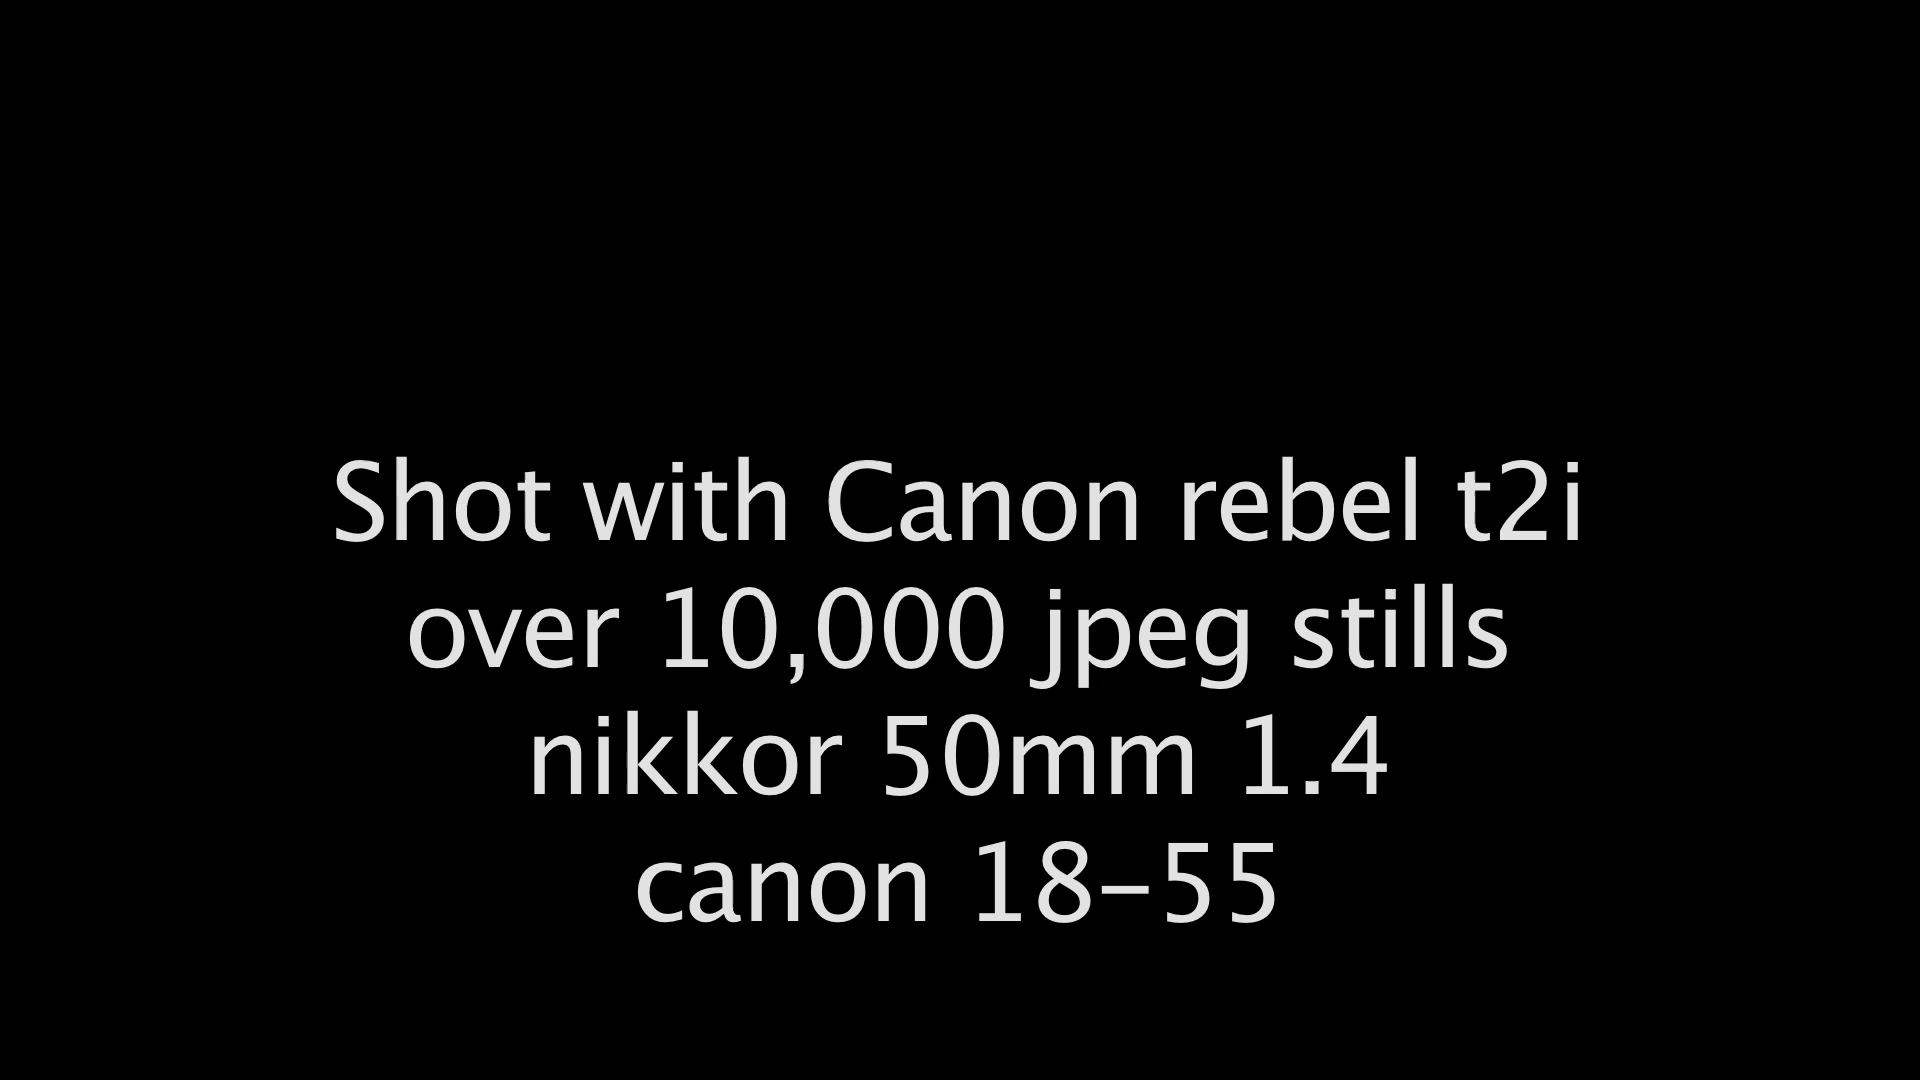 Shot with Canon rebel t2i
over 10,000 jpeg stills
nikkor 50mm 1.4
canon 18-55